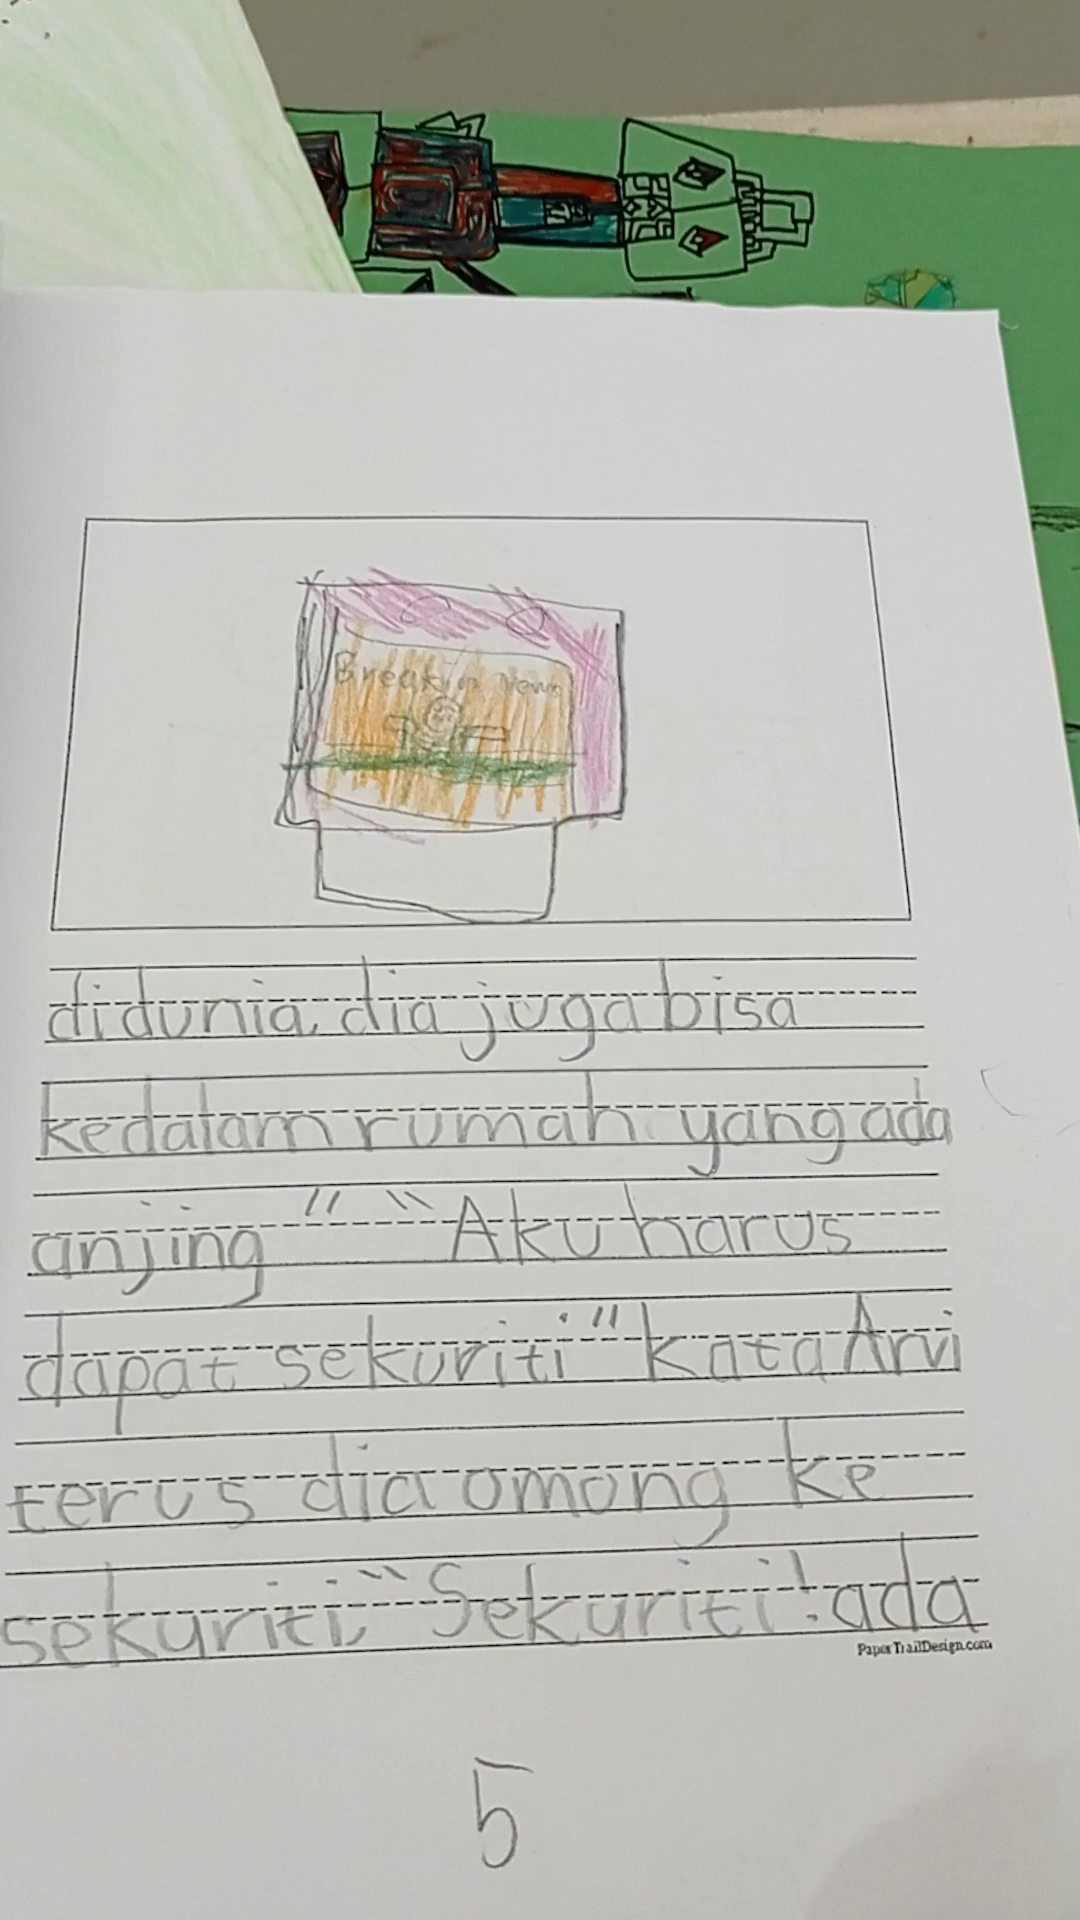 Breakin News
didunia, dia juga bisa
kedalam rumah yang ada
anjing" "Aku harus
dapat sekuriti" kata Arvi
terus dia omong ke
sekuriti, "Sekuriti! ada
PaperTrailDesign.com
5